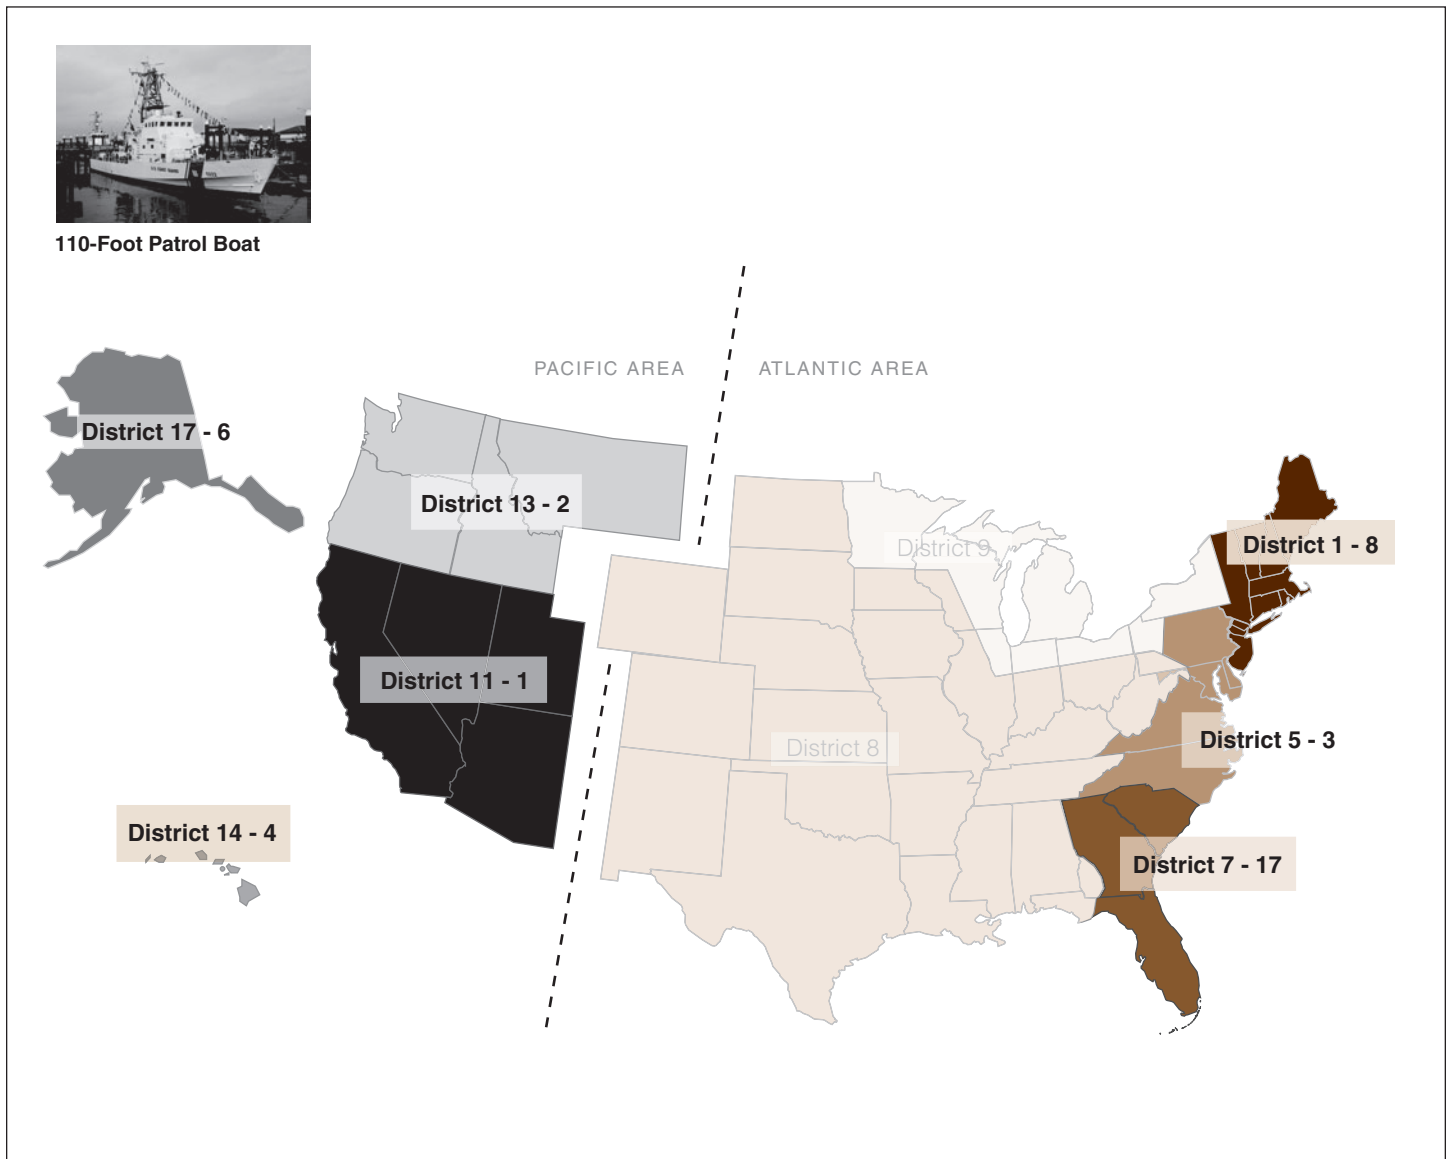 110-Foot Patrol Boat
PACIFIC AREA
ATLANTIC AREA
District 17 - 6
District 13 - 2
District 9
District 1 - 8
District 11 - 1
District 5 - 3
District 8
District 14 - 4
District 7 - 17